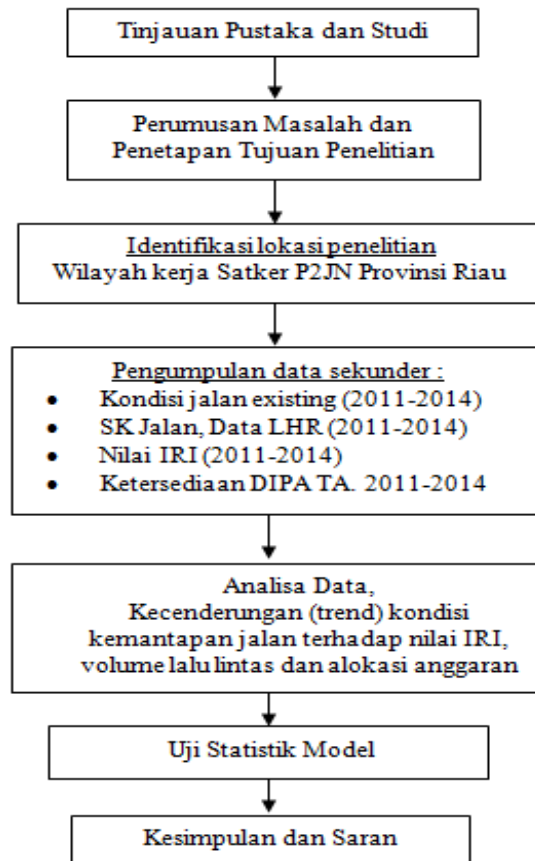 Tinjauan Pustaka dan Studi
Perumusan Masalah dan
Penetapan Tujuan Penelitian
Identifikasi lokasi penelitian
Wilayah kerja Satker P2JN Provinsi Riau
Pengumpulan data sekunder :
• Kondisi jalan existing (2011-2014)
• SK Jalan, Data LHR (2011-2014)
• Nilai IRI (2011-2014)
• Ketersediaan DIPA TA. 2011-2014
Analisa Data,
Kecenderungan (trend) kondisi
kemantapan jalan terhadap nilai IRI,
volume lalu lintas dan alokasi anggaran
Uji Statistik Model
Kesimpulan dan Saran